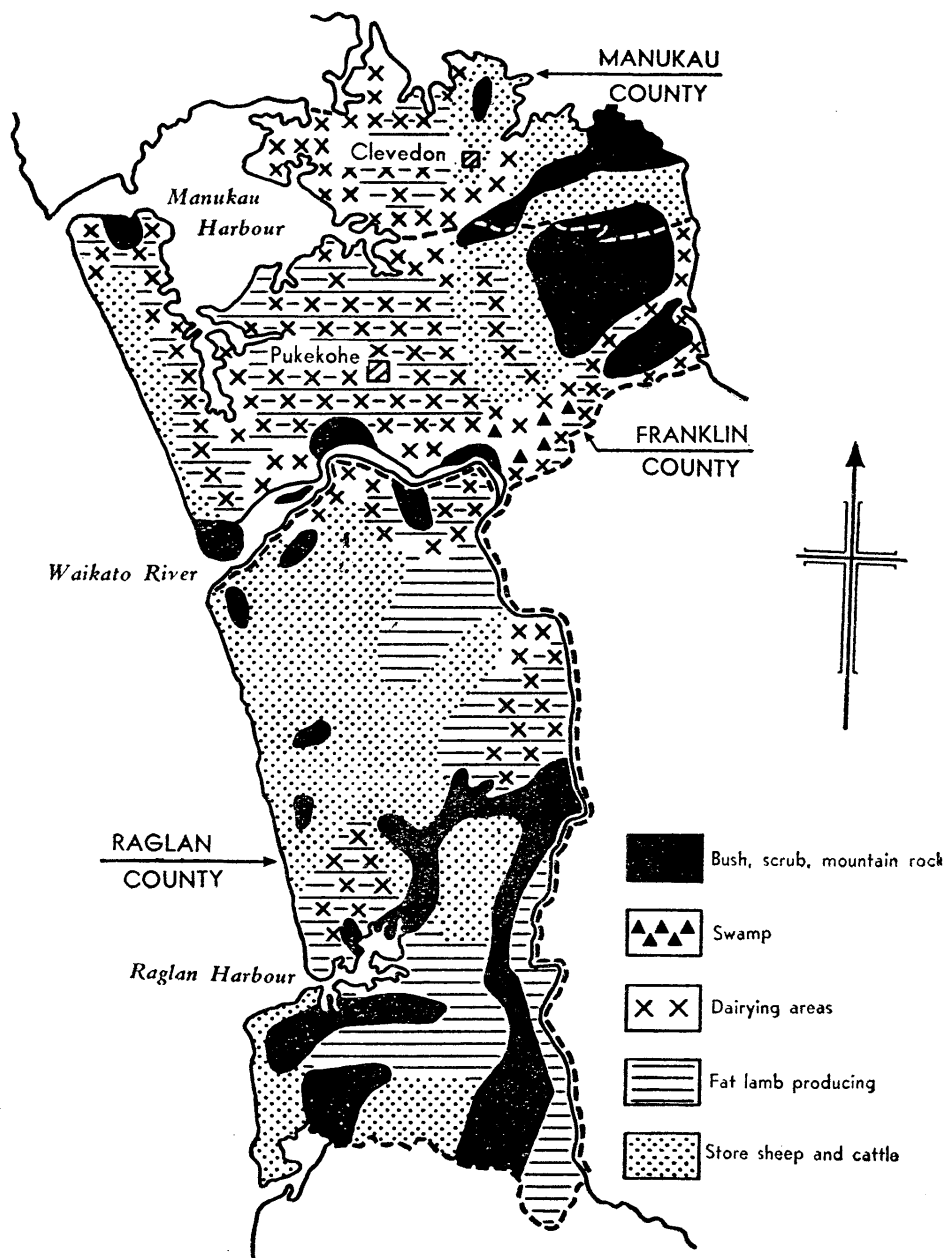 MANUKAU
COUNTY
Clevedon
Manukau
Harbour
Pukekohe
FRANKLIN
COUNTY
Waikato River
RAGLAN
COUNTY
Raglan Harbour
Bush, scrub, mountain rock
Swamp
Dairying areas
Fat lamb producing
Store sheep and cattle